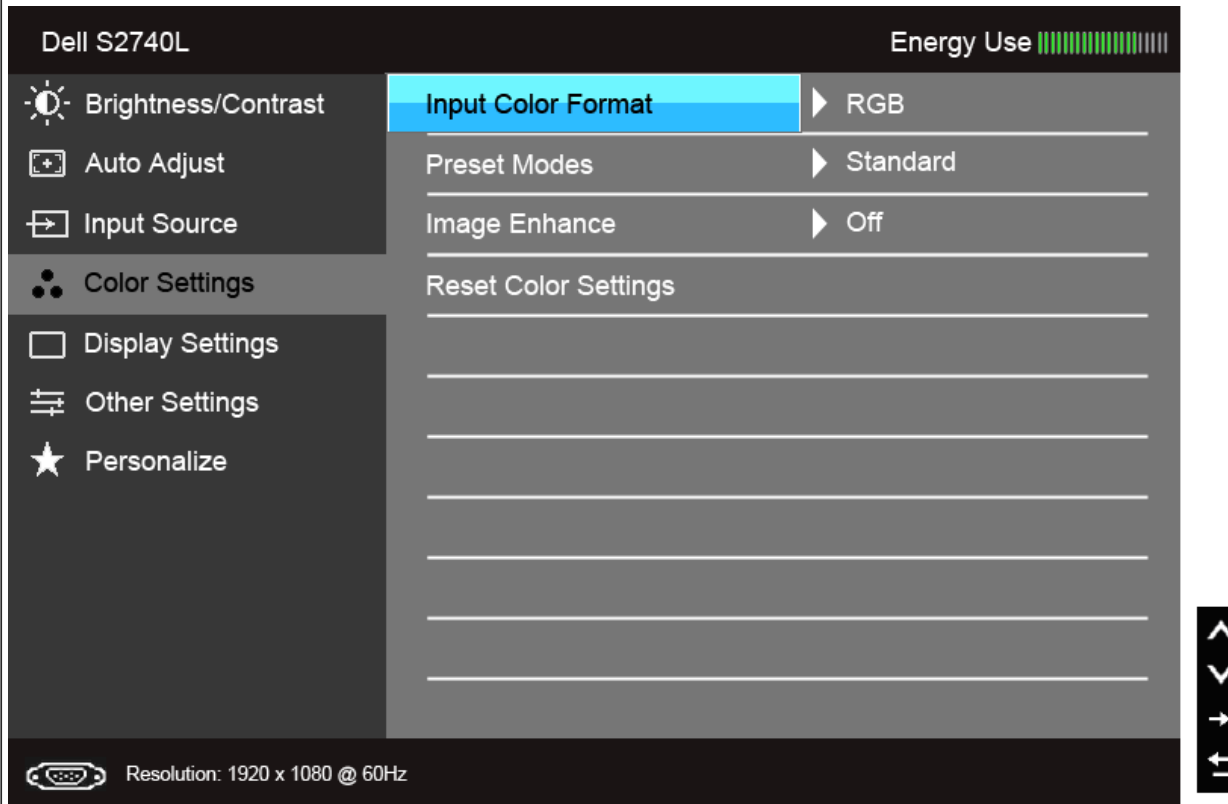 Dell S2740L
Energy Use
Brightness/Contrast
Auto Adjust
Input Source
Color Settings
Display Settings
Other Settings
Personalize
Input Color Format
RGB
Preset Modes
Standard
Image Enhance
Off
Reset Color Settings
Resolution: 1920 x 1080 @ 60Hz